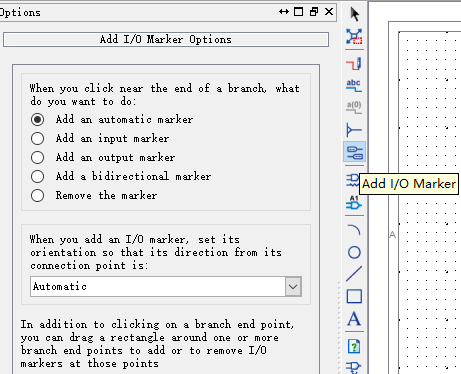 Options
Add I/O Marker Options
When you click near the end of a branch, what
do you want to do:
Add an automatic marker
Add an input marker
Add an output marker
Add a bidirectional marker
Remove the marker
When you add an I/O marker, set its
orientation so that its direction from its
connection point is:
Automatic
In addition to clicking on a branch end point,
you can drag a rectangle around one or more
branch end points to add or to remove I/O
markers at those points
abc
a(0)
Add I/O Marker
A1
A
A
?